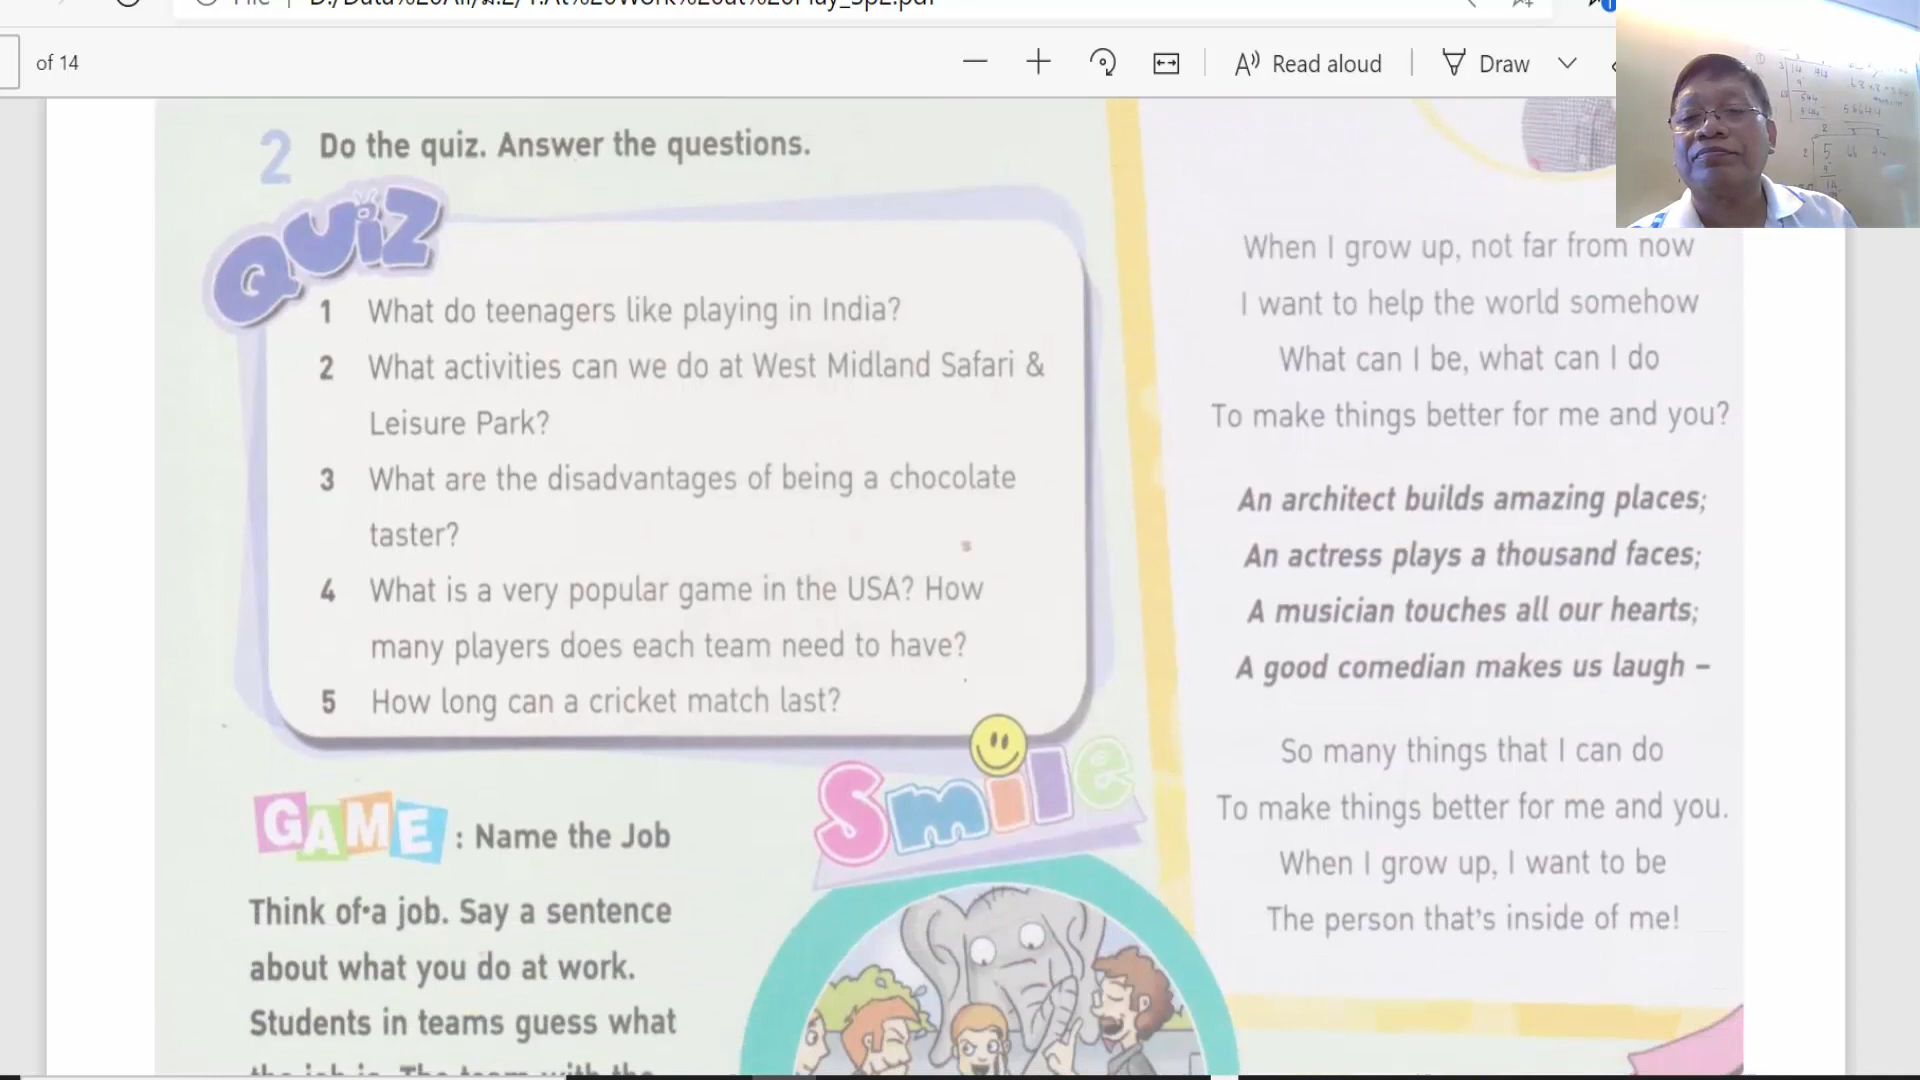 of 14
Read aloud
Draw
2 Do the quiz. Answer the questions.
QUIZ
1 What do teenagers like playing in India?
2 What activities can we do at West Midland Safari &
Leisure Park?
3 What are the disadvantages of being a chocolate
taster?
4 What is a very popular game in the USA? How
many players does each team need to have?
5 How long can a cricket match last?
GAME : Name the Job
Think of a job. Say a sentence
about what you do at work.
Students in teams guess what
Smile
When I grow up, not far from now
I want to help the world somehow
What can I be, what can I do
To make things better for me and you?
An architect builds amazing places;
An actress plays a thousand faces;
A musician touches all our hearts;
A good comedian makes us laugh –
So many things that I can do
To make things better for me and you.
When I grow up, I want to be
The person that's inside of me!